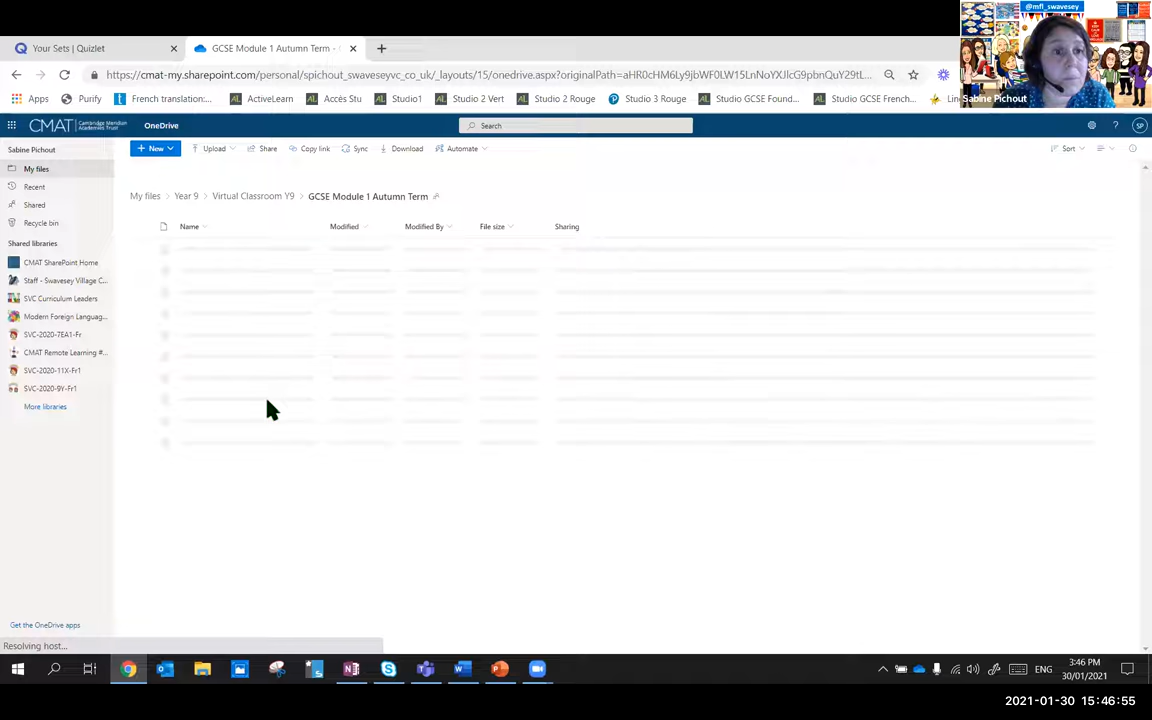 @mfl_swavesey
Your Sets | Quizlet
GCSE Module 1 Autumn Term -
https://cmat-my.sharepoint.com/personal/spichout_swaveseyvc_co_uk/_layouts/15/onedrive.aspx?originalPath=aHR0cHM6Ly9jbWF0LW15LnNoYXJlcG9pbnQuY29tL...
Apps Purify French translation:... ActiveLearn Accès Stu Studio1 Studio 2 Vert Studio 2 Rouge Studio 3 Rouge Studio GCSE Found... Studio GCSE French...
Sabine Pichout
CMAT Cambridge Meridian Academies Trust OneDrive Search SP
Sabine Pichout
New Upload Share Copy link Sync Download Automate Sort
My files
Recent
Shared
Recycle bin
Shared libraries
CMAT SharePoint Home
Staff - Swavesey Village C...
SVC Curriculum Leaders
Modern Foreign Languag...
SVC-2020-7EA1-Fr
CMAT Remote Learning #...
SVC-2020-11X-Fr1
SVC-2020-9Y-Fr1
More libraries
My files > Year 9 > Virtual Classroom Y9 > GCSE Module 1 Autumn Term
Name Modified Modified By File size Sharing
Get the OneDrive apps
Resolving host...
ENG
3:46 PM
30/01/2021
2021-01-30 15:46:55